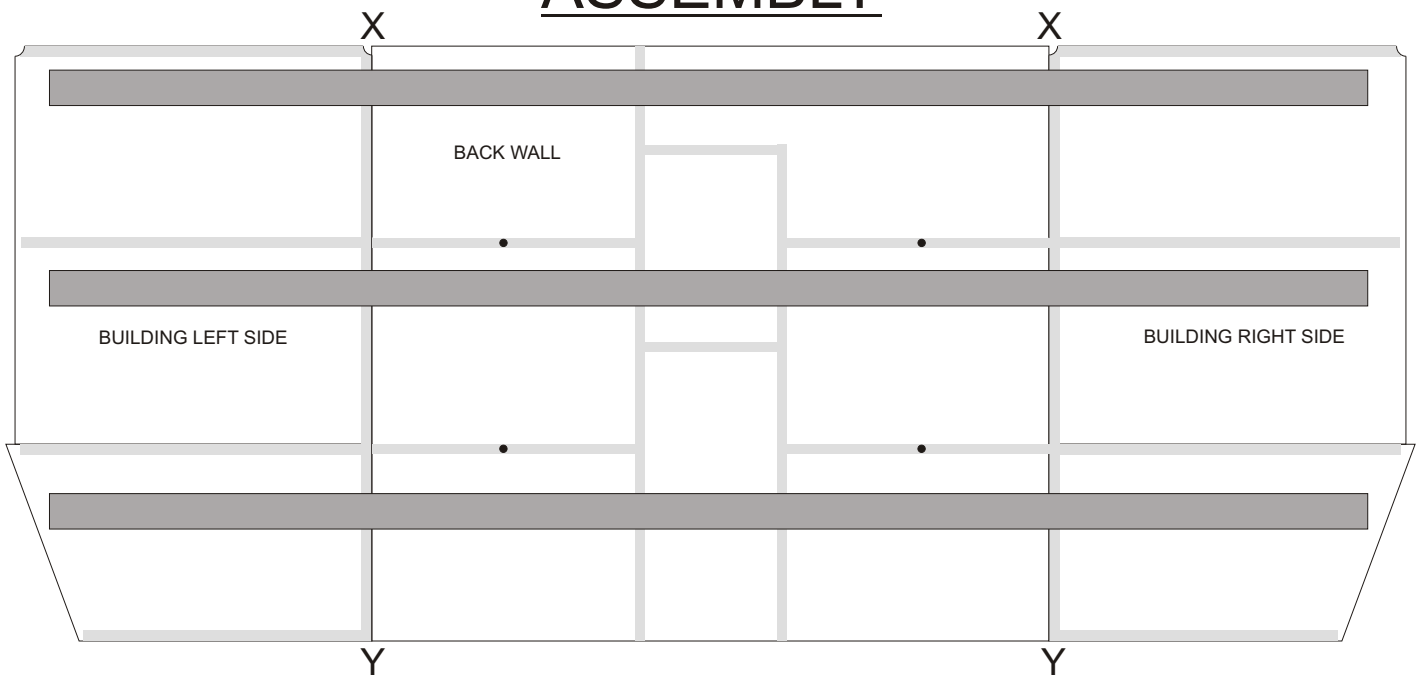 ASSEMBLY
X X
BACK WALL
BUILDING LEFT SIDE
BUILDING RIGHT SIDE
Y Y